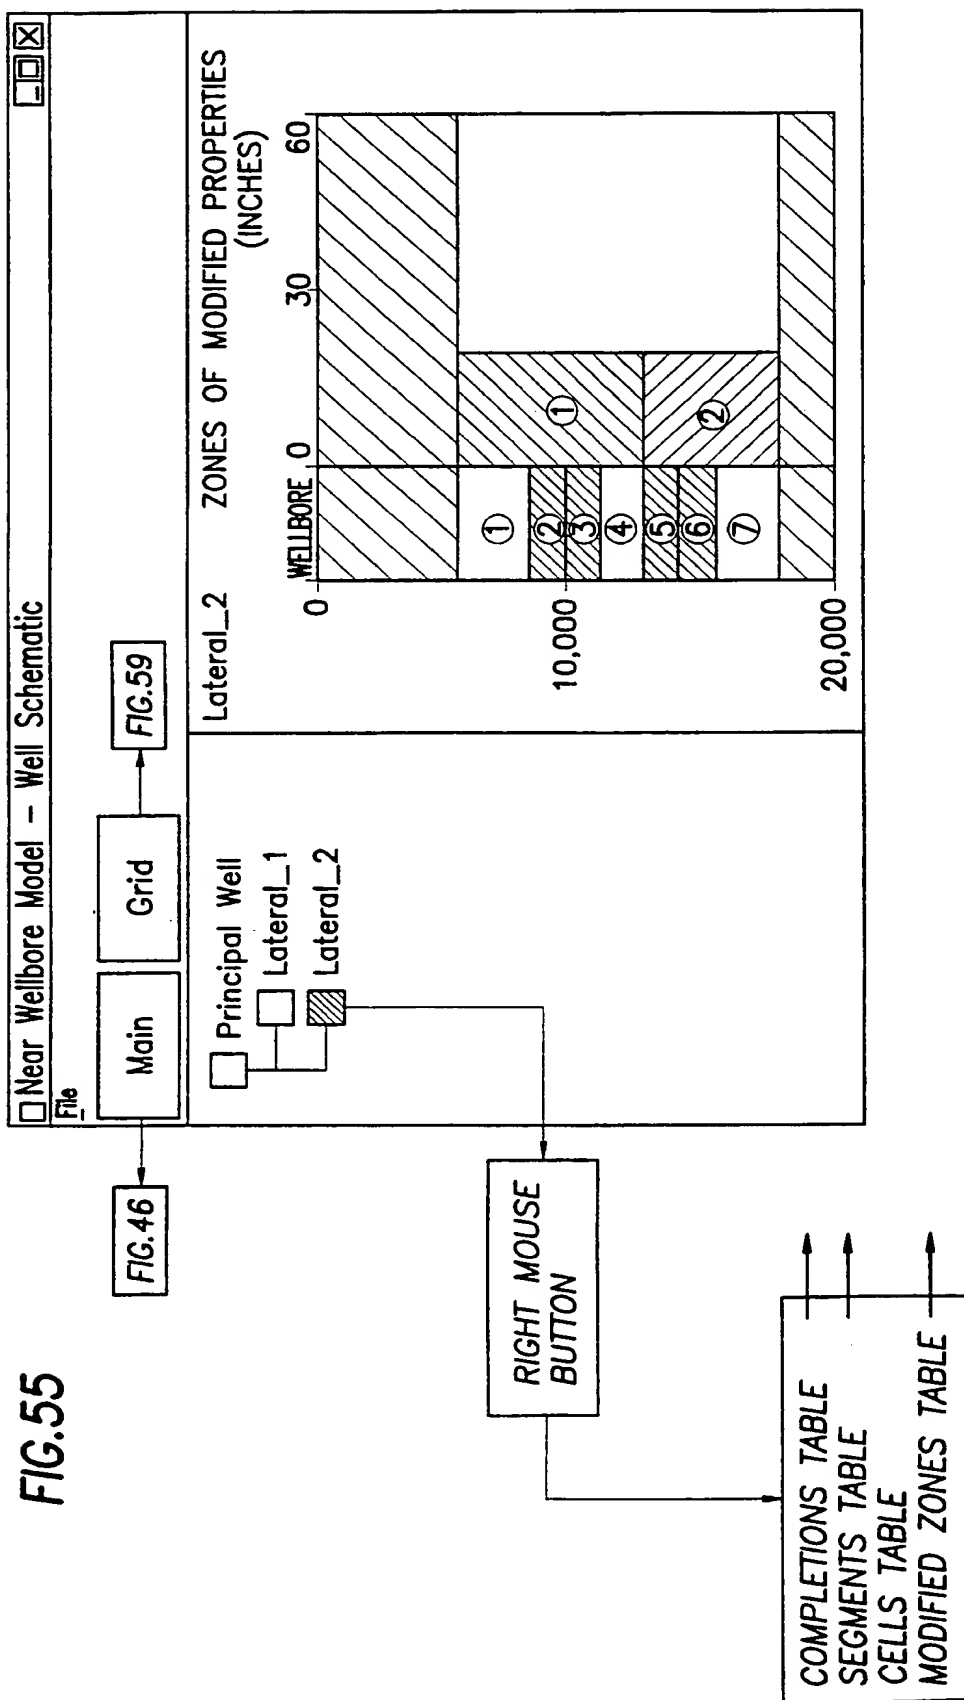 FIG.55
Near Wellbore Model – Well Schematic
File
Main
Grid
FIG.46
FIG.59
Principal Well
Lateral_1
Lateral_2
Lateral_2
ZONES OF MODIFIED PROPERTIES
(INCHES)
WELLBORE 0 30 60
0
10,000
20,000
1
2
3
4
5
6
7
1
2
RIGHT MOUSE
BUTTON
COMPLETIONS TABLE
SEGMENTS TABLE
CELLS TABLE
MODIFIED ZONES TABLE